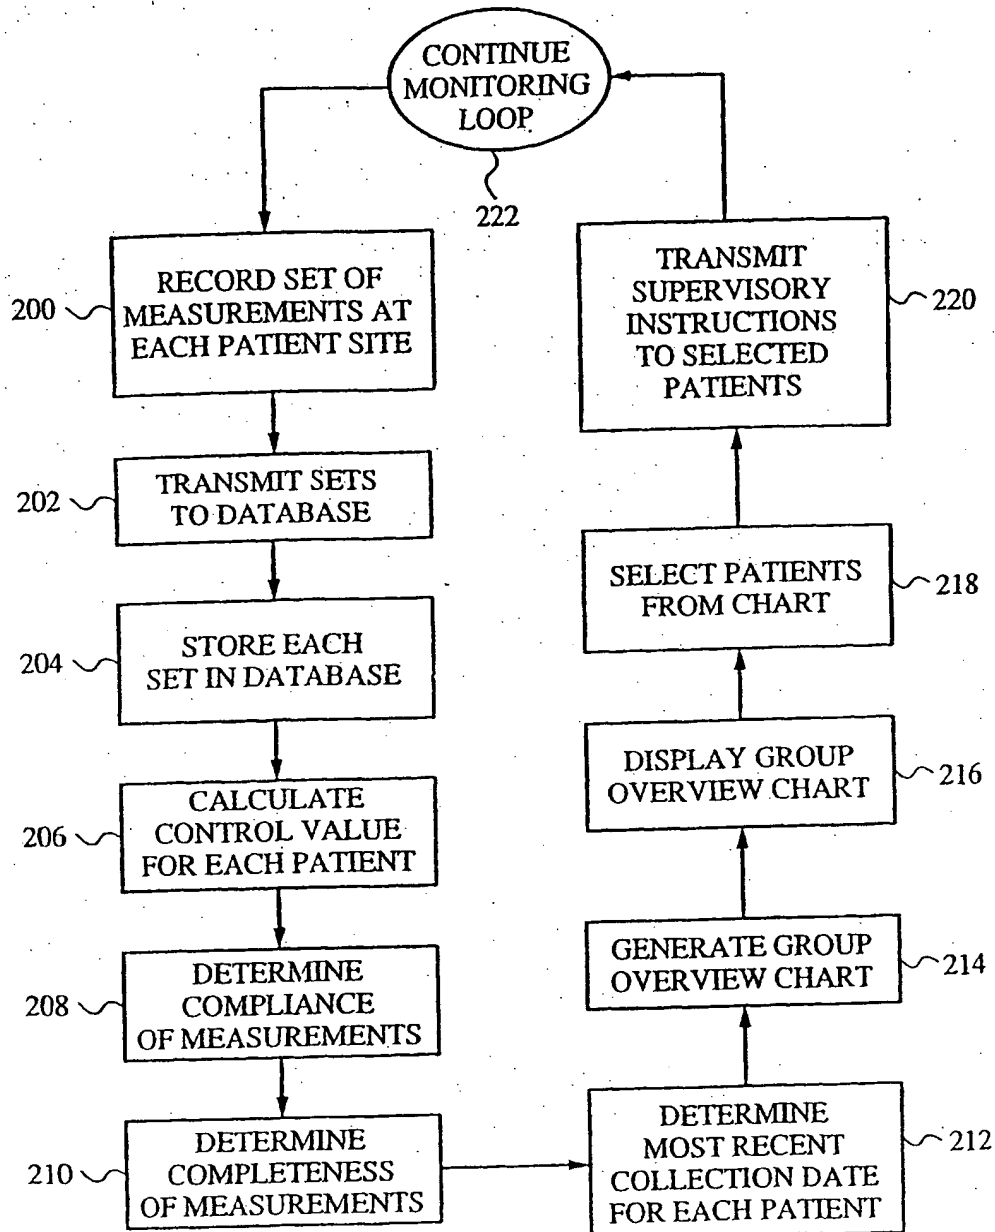 CONTINUE
MONITORING
LOOP
222
200
RECORD SET OF
MEASUREMENTS AT
EACH PATIENT SITE
202
TRANSMIT SETS
TO DATABASE
204
STORE EACH
SET IN DATABASE
206
CALCULATE
CONTROL VALUE
FOR EACH PATIENT
208
DETERMINE
COMPLIANCE
OF MEASUREMENTS
210
DETERMINE
COMPLETENESS
OF MEASUREMENTS
DETERMINE
MOST RECENT
COLLECTION DATE
FOR EACH PATIENT
212
GENERATE GROUP
OVERVIEW CHART
214
DISPLAY GROUP
OVERVIEW CHART
216
SELECT PATIENTS
FROM CHART
218
TRANSMIT
SUPERVISORY
INSTRUCTIONS
TO SELECTED
PATIENTS
220